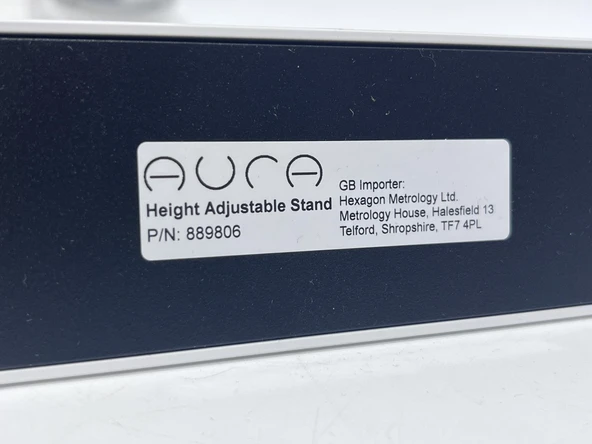 AURA
Height Adjustable Stand
P/N: 889806
GB Importer:
Hexagon Metrology Ltd.
Metrology House, Halesfield 13
Telford, Shropshire, TF7 4PL